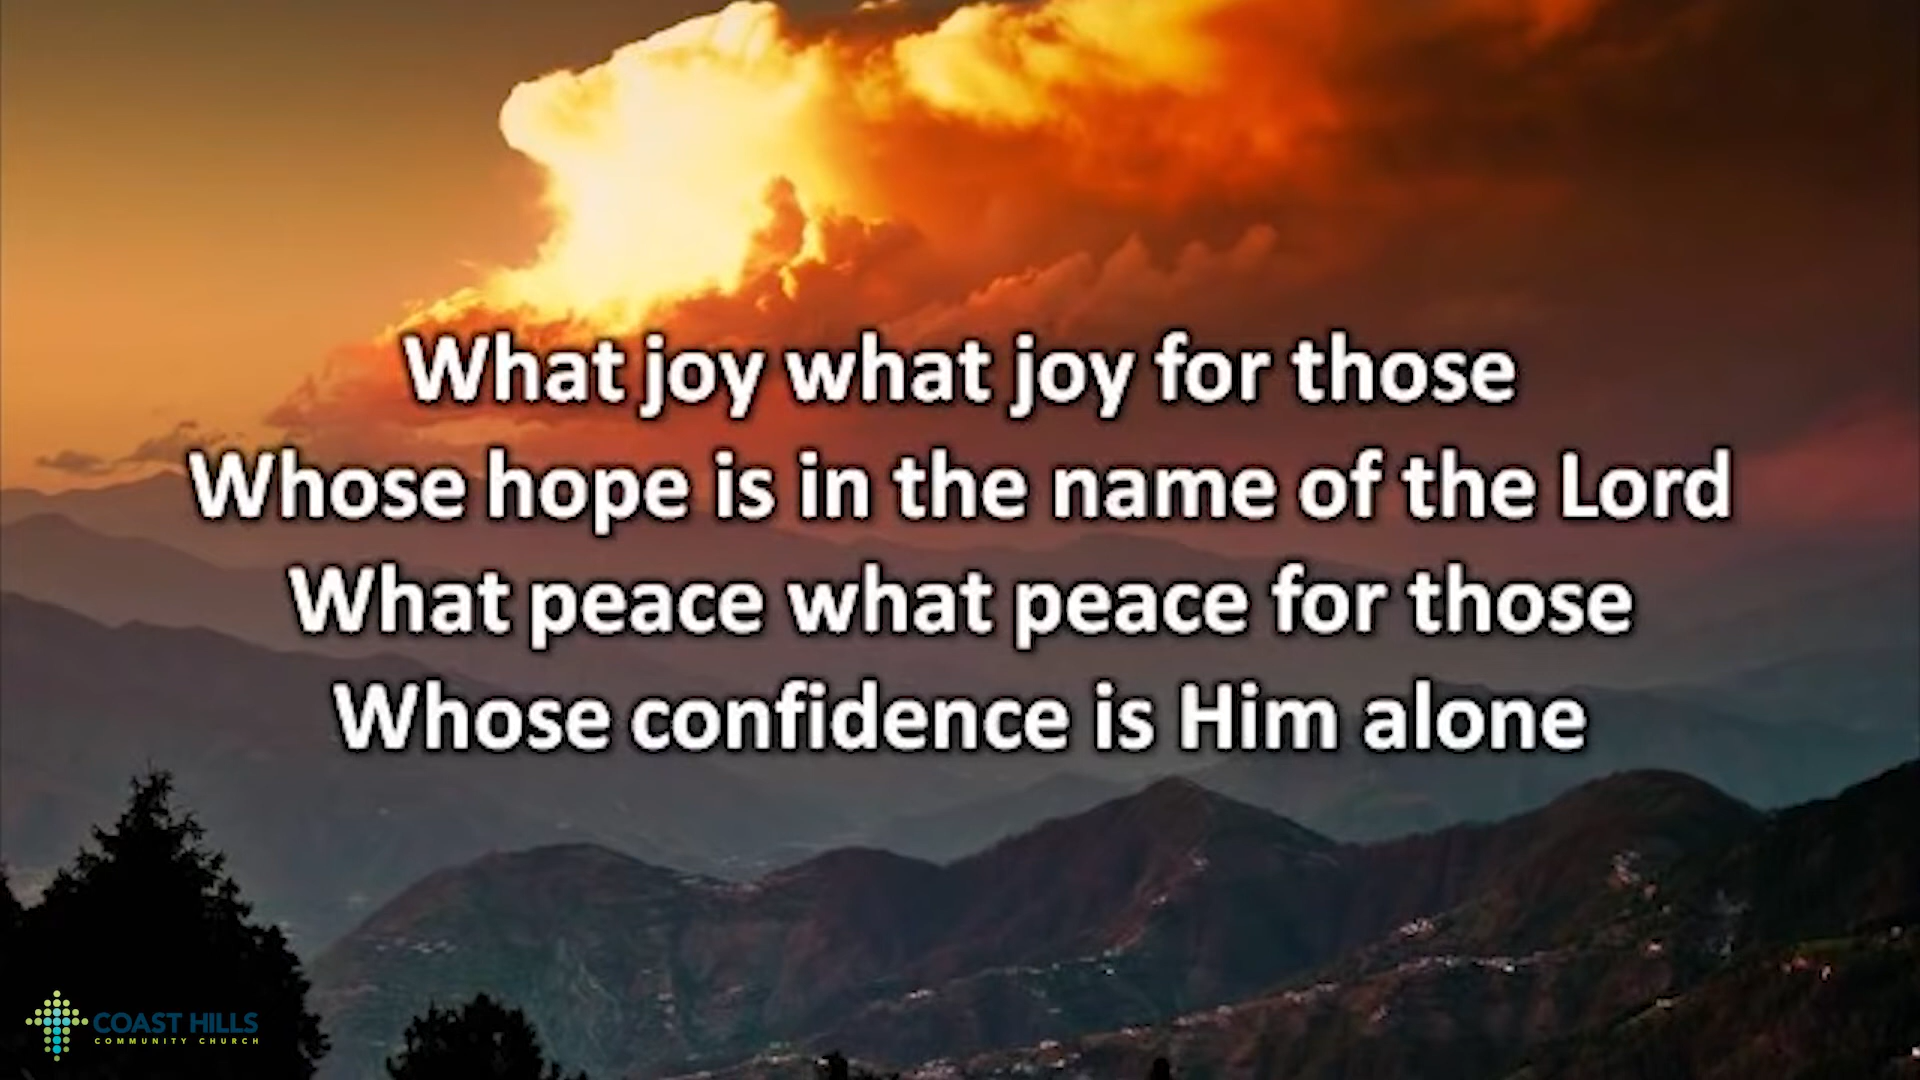 What joy what joy for those
Whose hope is in the name of the Lord
What peace what peace for those
Whose confidence is Him alone
COAST HILLS
COMMUNITY CHURCH